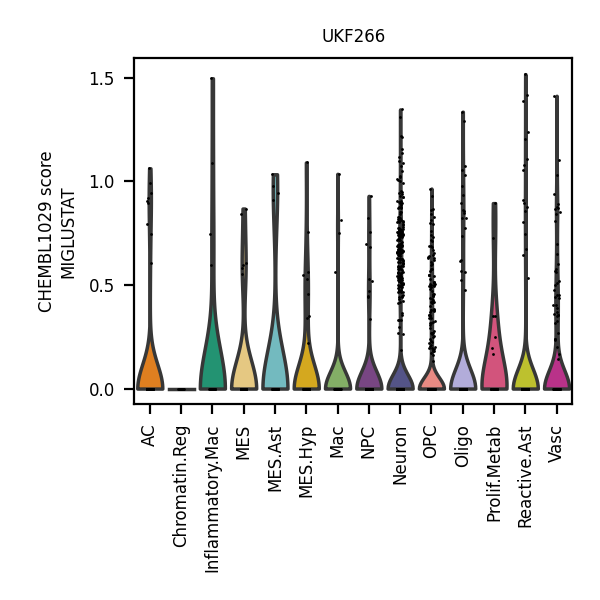 UKF266
CHEMBL1029 score
MIGLUSTAT
1.5
1.0
0.5
0.0
AC
Chromatin.Reg
Inflammatory.Mac
MES
MES.Ast
MES.Hyp
Mac
NPC
Neuron
OPC
Oligo
Prolif.Metab
Reactive.Ast
Vasc